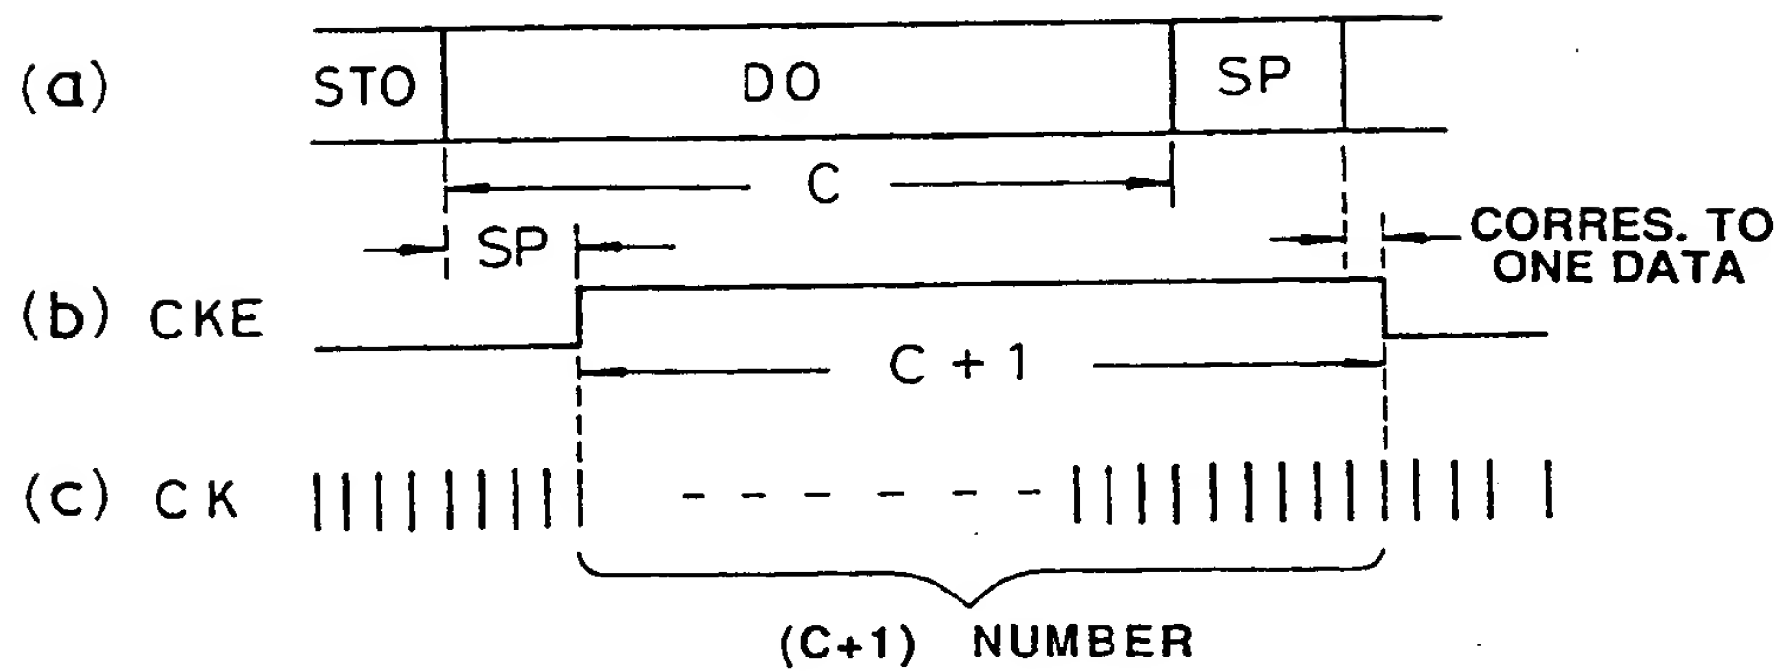 (a) STO DO SP
C
SP
CORRES. TO
ONE DATA
(b) CKE
C + 1
(c) CK
(C+1) NUMBER